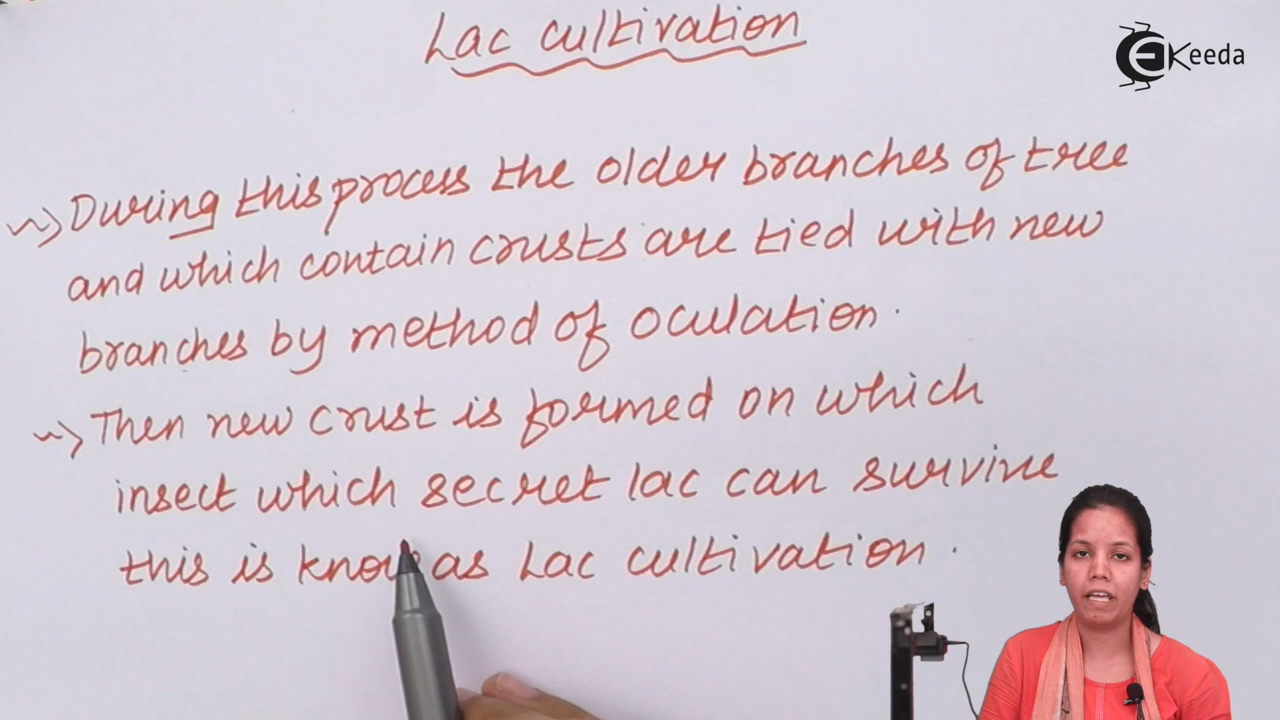 Lac cultivation
EKeeda
~> During this process the older branches of tree
and which contain crusts are tied with new
branches by method of oculation.
~> Then new crust is formed on which
insect which secret lac can survive
this is know as Lac cultivation.